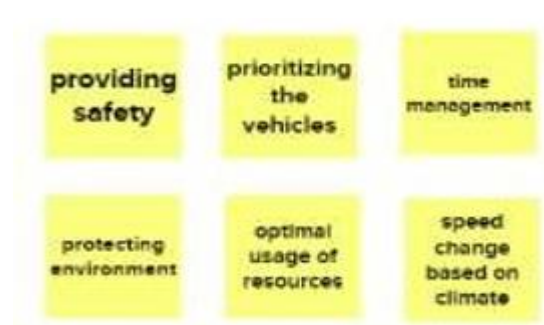 providing
safety
prioritizing
the
vehicles
time
management
protecting
environment
optimal
usage of
resources
speed
change
based on
climate